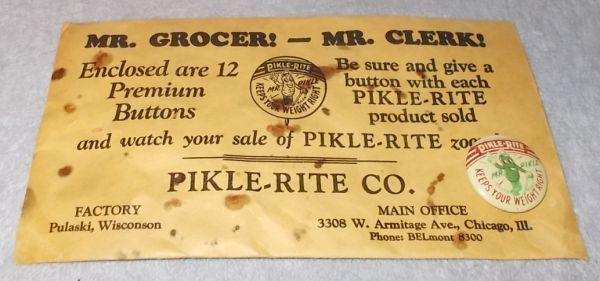 MR. GROCER! — MR. CLERK!
Enclosed are 12
Premium
Buttons
PIKLE-RITE
MR. PIKLE
KEEPS YOUR WEIGHT RIGHT
Be sure and give a
button with each
PIKLE-RITE
product sold
and watch your sale of PIKLE-RITE
PIKLE-RITE CO.
FACTORY
Pulaski, Wisconson
MAIN OFFICE
3308 W. Armitage Ave., Chicago, Ill.
Phone: BELmont 8300
PIKLE-RITE
MR. PIKLE
KEEPS YOUR WEIGHT RIGHT